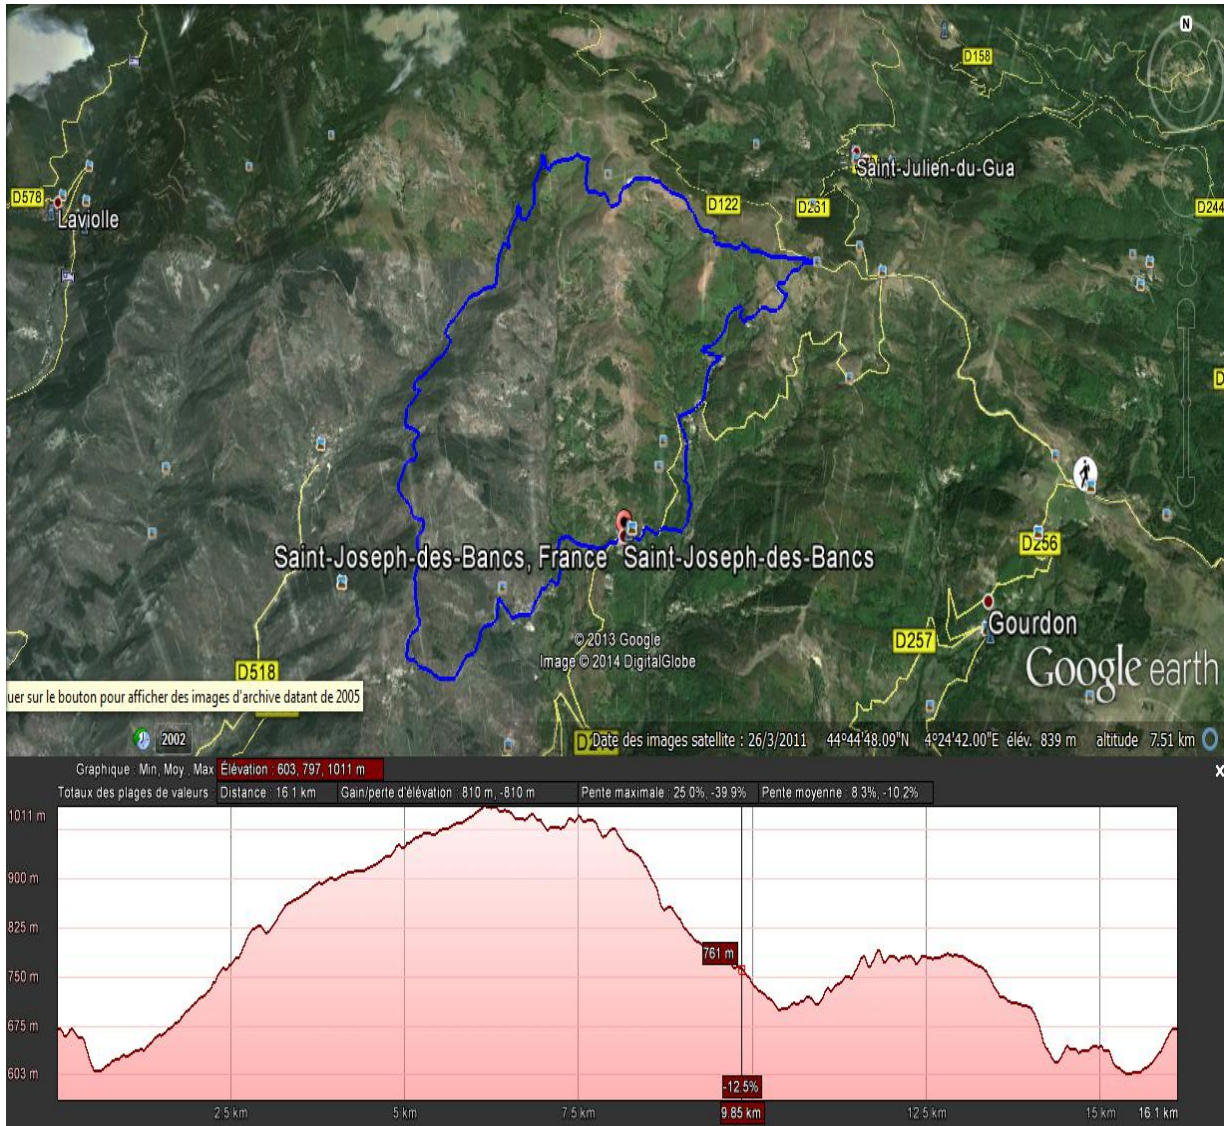 N
D158
Saint-Julien-du-Gua
D578
Laviolle
D122
D261
D244
Saint-Joseph-des-Bancs, France
Saint-Joseph-des-Bancs
D256
D257
Gourdon
© 2013 Google
Image © 2014 DigitalGlobe
Google earth
D518
uer sur le bouton pour afficher des images d'archive datant de 2005
2002
Date des images satellite : 26/3/2011 44°44'48.09"N 4°24'42.00"E élév. 839 m altitude 7.51 km
Graphique : Min, Moy., Max Élévation : 603, 797, 1011 m
x
Totaux des plages de valeurs : Distance : 16.1 km Gain/perte d'élévation : 810 m, -810 m Pente maximale : 25.0%, -39.9% Pente moyenne : 8.3%, -10.2%
1011 m
900 m
825 m
761 m
750 m
675 m
603 m
-12.5%
2.5 km 5 km 7.5 km 9.85 km 12.5 km 15 km 16.1 km